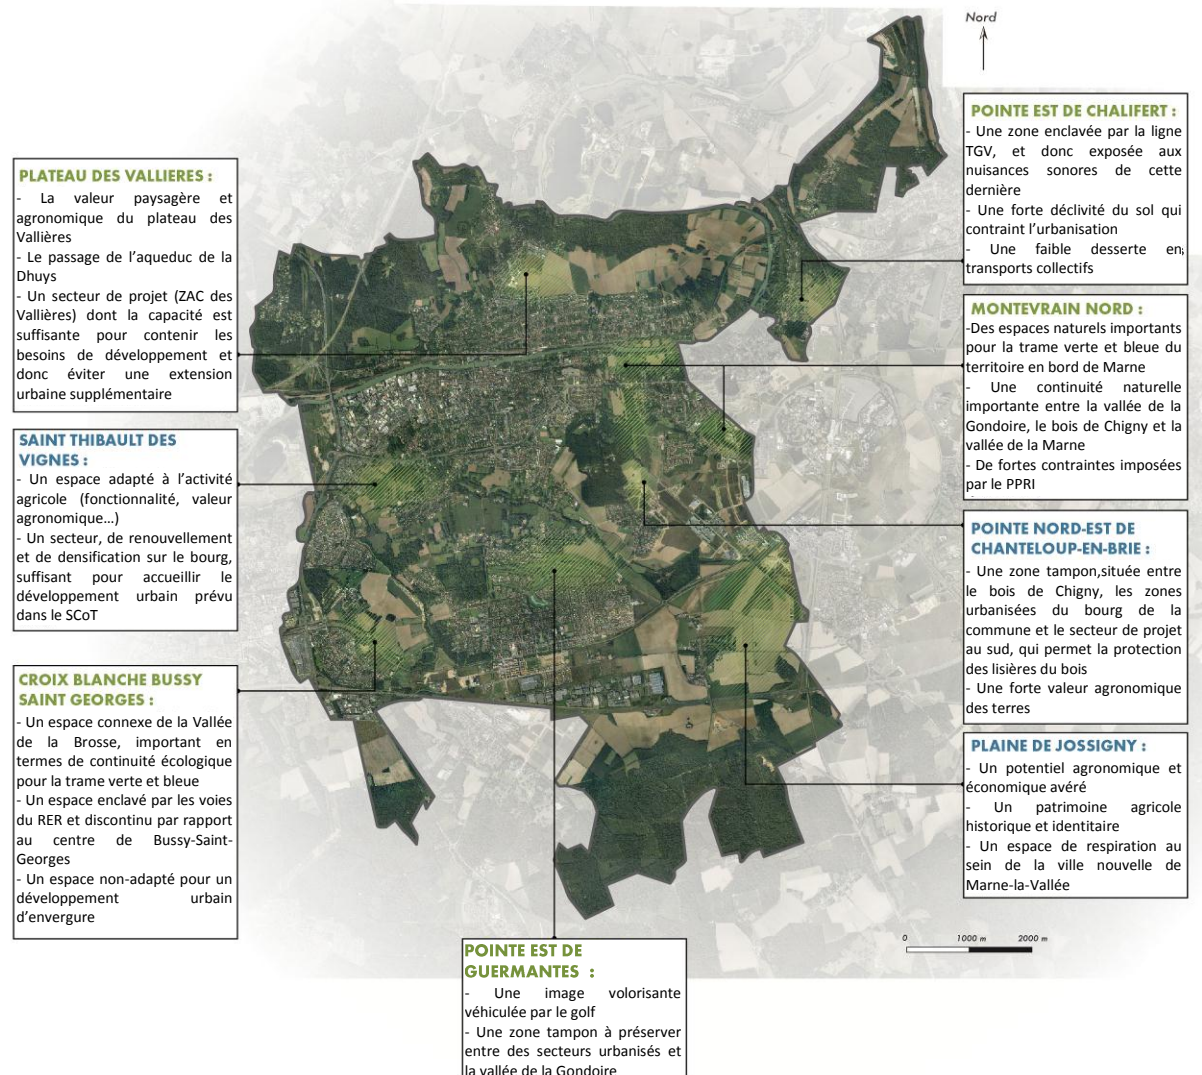 Nord
PLATEAU DES VALLIERES :
- La valeur paysagère et
agronomique du plateau des
Vallières
- Le passage de l'aqueduc de la
Dhuys
- Un secteur de projet (ZAC des
Vallières) dont la capacité est
suffisante pour contenir les
besoins de développement et
donc éviter une extension
urbaine supplémentaire
SAINT THIBAULT DES
VIGNES :
- Un espace adapté à l'activité
agricole (fonctionnalité, valeur
agronomique…)
- Un secteur, de renouvellement
et de densification sur le bourg,
suffisant pour accueillir le
développement urbain prévu
dans le SCoT
CROIX BLANCHE BUSSY
SAINT GEORGES :
- Un espace connexe de la Vallée
de la Brosse, important en
termes de continuité écologique
pour la trame verte et bleue
- Un espace enclavé par les voies
du RER et discontinu par rapport
au centre de Bussy-Saint-
Georges
- Un espace non-adapté pour un
développement urbain
d'envergure
POINTE EST DE CHALIFERT :
- Une zone enclavée par la ligne
TGV, et donc exposée aux
nuisances sonores de cette
dernière
- Une forte déclivité du sol qui
contraint l'urbanisation
- Une faible desserte en;
transports collectifs
MONTEVRAIN NORD :
-Des espaces naturels importants
pour la trame verte et bleue du
territoire en bord de Marne
- Une continuité naturelle
importante entre la vallée de la
Gondoire, le bois de Chigny et la
vallée de la Marne
- De fortes contraintes imposées
par le PPRI
POINTE NORD-EST DE
CHANTELOUP-EN-BRIE :
- Une zone tampon,située entre
le bois de Chigny, les zones
urbanisées du bourg de la
commune et le secteur de projet
au sud, qui permet la protection
des lisières du bois
- Une forte valeur agronomique
des terres
PLAINE DE JOSSIGNY :
- Un potentiel agronomique et
économique avéré
- Un patrimoine agricole
historique et identitaire
- Un espace de respiration au
sein de la ville nouvelle de
Marne-la-Vallée
0 1000 m 2000 m
POINTE EST DE
GUERMANTES :
- Une image volorisante
véhiculée par le golf
- Une zone tampon à préserver
entre des secteurs urbanisés et
la vallée de la Gondoire